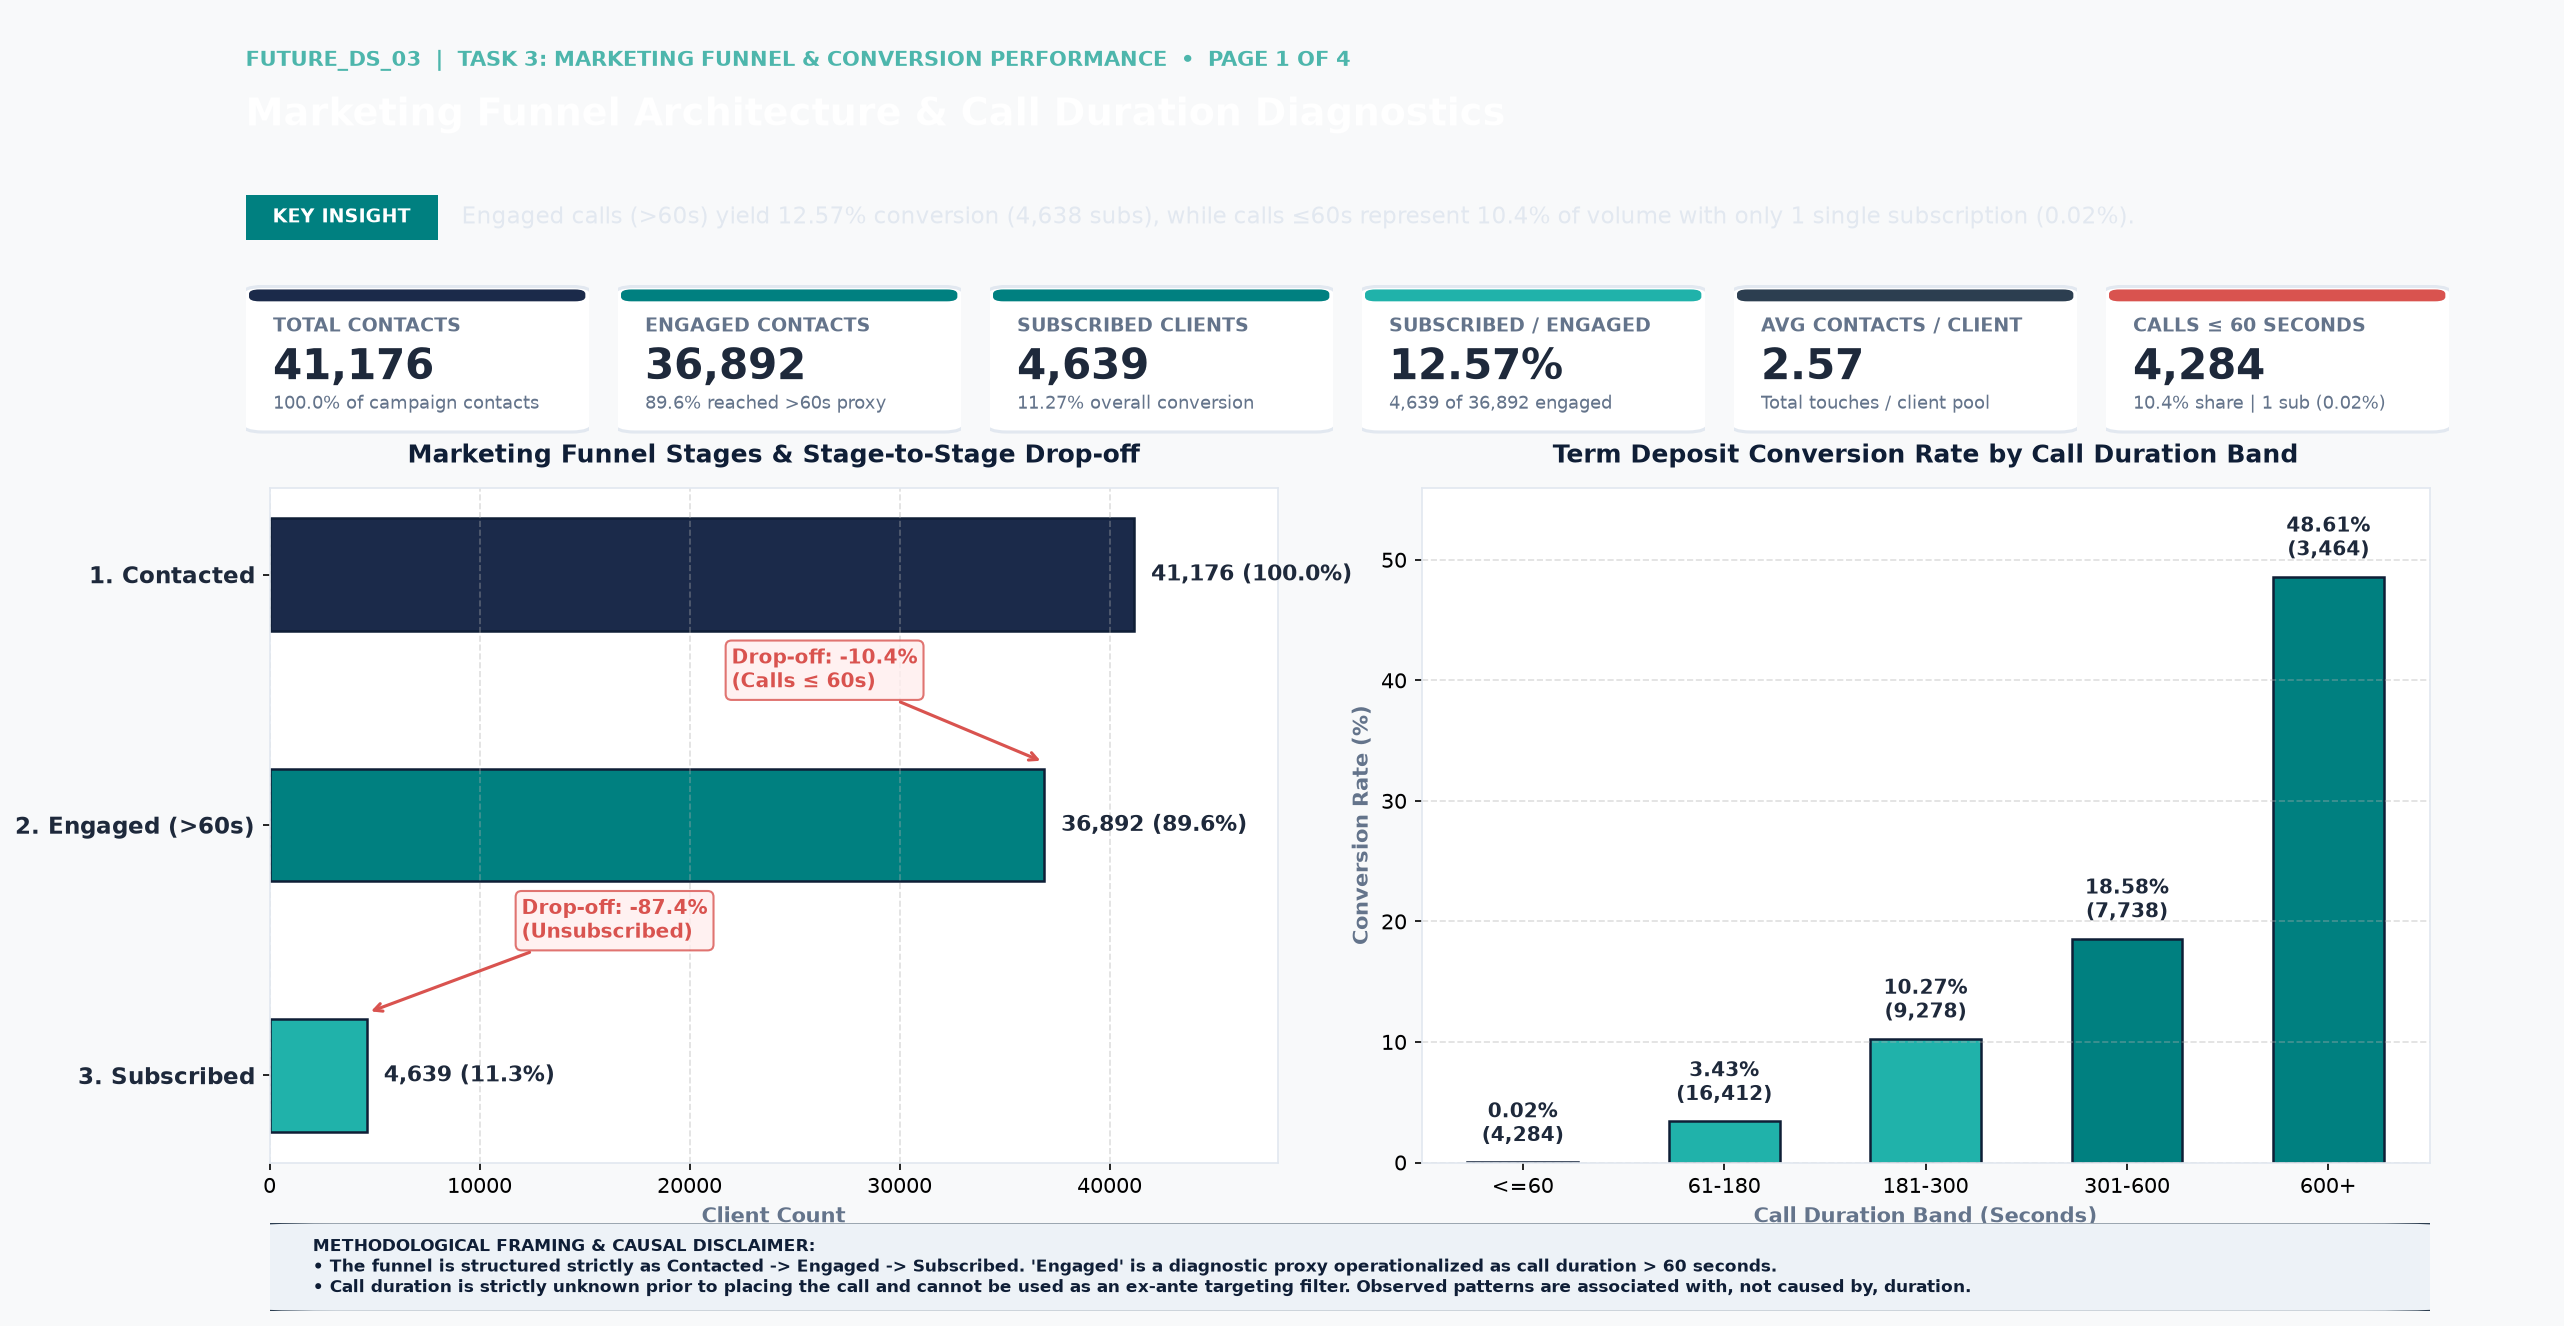 FUTURE_DS_03 | TASK 3: MARKETING FUNNEL & CONVERSION PERFORMANCE • PAGE 1 OF 4
Marketing Funnel Architecture & Call Duration Diagnostics
KEY INSIGHT
Engaged calls (>60s) yield 12.57% conversion (4,638 subs), while calls ≤60s represent 10.4% of volume with only 1 single subscription (0.02%).
TOTAL CONTACTS
41,176
100.0% of campaign contacts
ENGAGED CONTACTS
36,892
89.6% reached >60s proxy
SUBSCRIBED CLIENTS
4,639
11.27% overall conversion
SUBSCRIBED / ENGAGED
12.57%
4,639 of 36,892 engaged
AVG CONTACTS / CLIENT
2.57
Total touches / client pool
CALLS ≤ 60 SECONDS
4,284
10.4% share | 1 sub (0.02%)
Marketing Funnel Stages & Stage-to-Stage Drop-off
1. Contacted
41,176 (100.0%)
Drop-off: -10.4%
(Calls ≤ 60s)
2. Engaged (>60s)
36,892 (89.6%)
Drop-off: -87.4%
(Unsubscribed)
3. Subscribed
4,639 (11.3%)
0
10000
20000
30000
40000
Client Count
Term Deposit Conversion Rate by Call Duration Band
Conversion Rate (%)
50
40
30
20
10
0
0.02%
(4,284)
3.43%
(16,412)
10.27%
(9,278)
18.58%
(7,738)
48.61%
(3,464)
<=60
61-180
181-300
301-600
600+
Call Duration Band (Seconds)
METHODOLOGICAL FRAMING & CAUSAL DISCLAIMER:
• The funnel is structured strictly as Contacted -> Engaged -> Subscribed. 'Engaged' is a diagnostic proxy operationalized as call duration > 60 seconds.
• Call duration is strictly unknown prior to placing the call and cannot be used as an ex-ante targeting filter. Observed patterns are associated with, not caused by, duration.